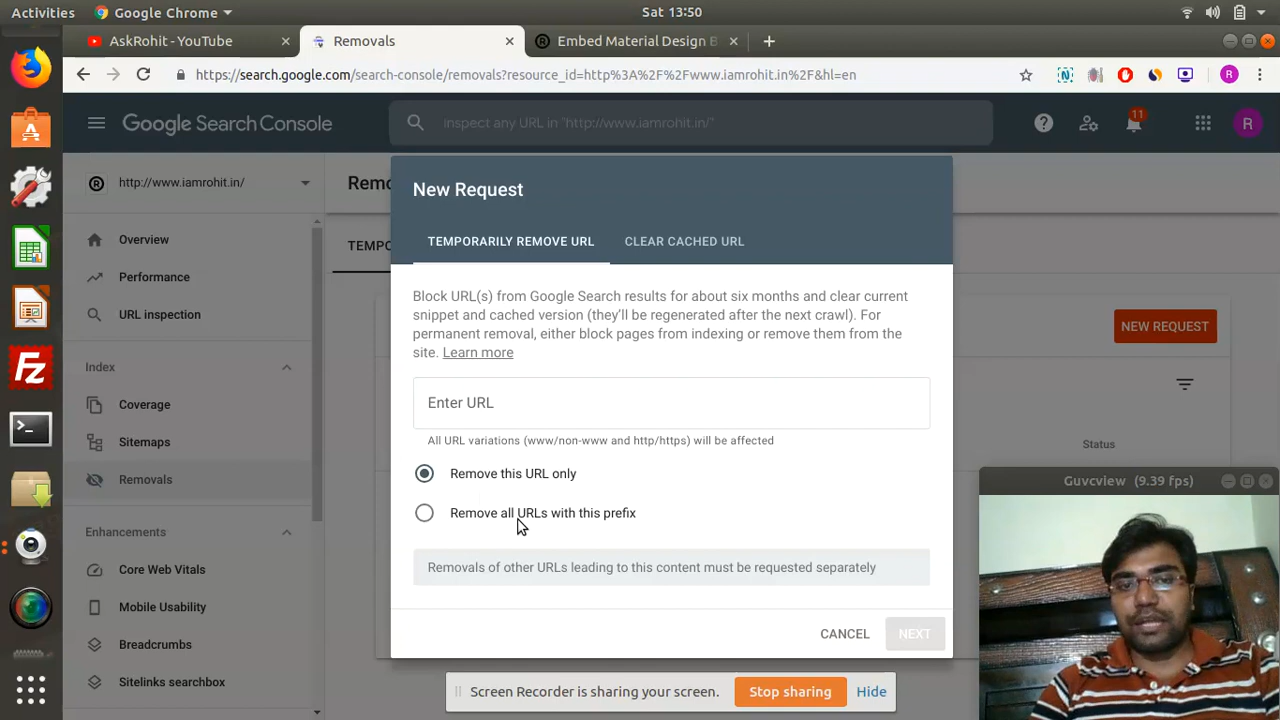 Activities
Google Chrome
Sat 13:50
AskRohit - YouTube
Removals
Embed Material Design
https://search.google.com/search-console/removals?resource_id=http%3A%2F%2Fwww.iamrohit.in%2F&hl=en
R
Google Search Console
inspect any URL in "http://www.iamrohit.in/"
11
R
R
http://www.iamrohit.in/
Overview
Performance
URL inspection
Index
Coverage
Sitemaps
Removals
Enhancements
Core Web Vitals
Mobile Usability
Breadcrumbs
Sitelinks searchbox
New Request
TEMPORARILY REMOVE URL
CLEAR CACHED URL
Block URL(s) from Google Search results for about six months and clear current
snippet and cached version (they'll be regenerated after the next crawl). For
permanent removal, either block pages from indexing or remove them from the
site. Learn more
Enter URL
All URL variations (www/non-www and http/https) will be affected
Remove this URL only
Remove all URLs with this prefix
Removals of other URLs leading to this content must be requested separately
CANCEL
NEXT
NEW REQUEST
Status
Guvcview (9.39 fps)
Screen Recorder is sharing your screen.
Stop sharing
Hide